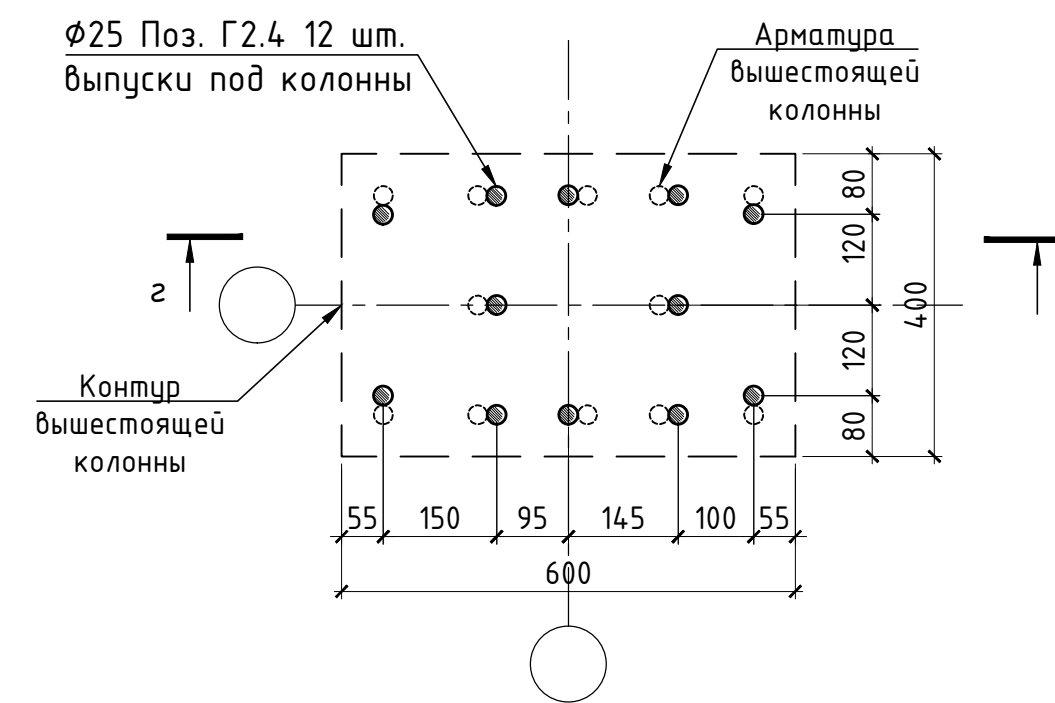 Ф25 Поз. Г2.4 12 шт.
выпуски под колонны
Арматура
вышестоящей
колонны
80
120
400
120
80
г
Контур
вышестоящей
колонны
55 150 95 145 100 55
600